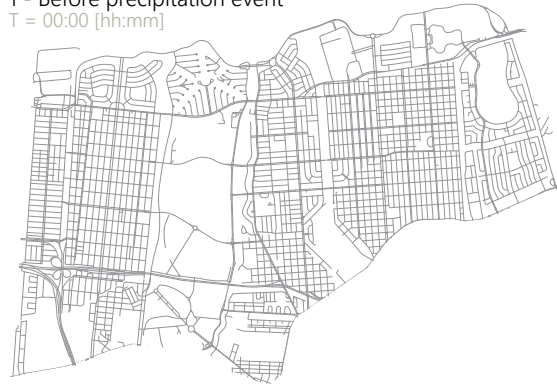 1 - Before precipitation event
T = 00:00 [hh:mm]